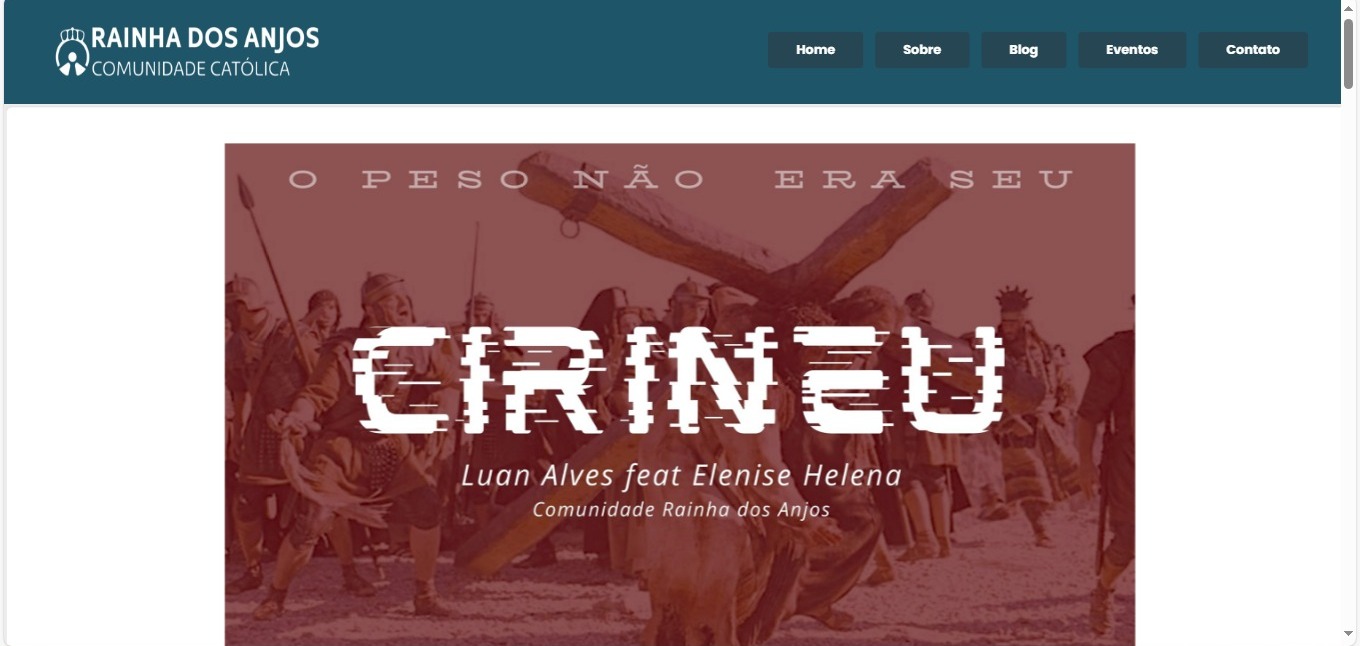 RAINHA DOS ANJOS
COMUNIDADE CATÓLICA
Home Sobre Blog Eventos Contato
O PESO NÃO ERA SEU
CIRINEU
Luan Alves feat Elenise Helena
Comunidade Rainha dos Anjos